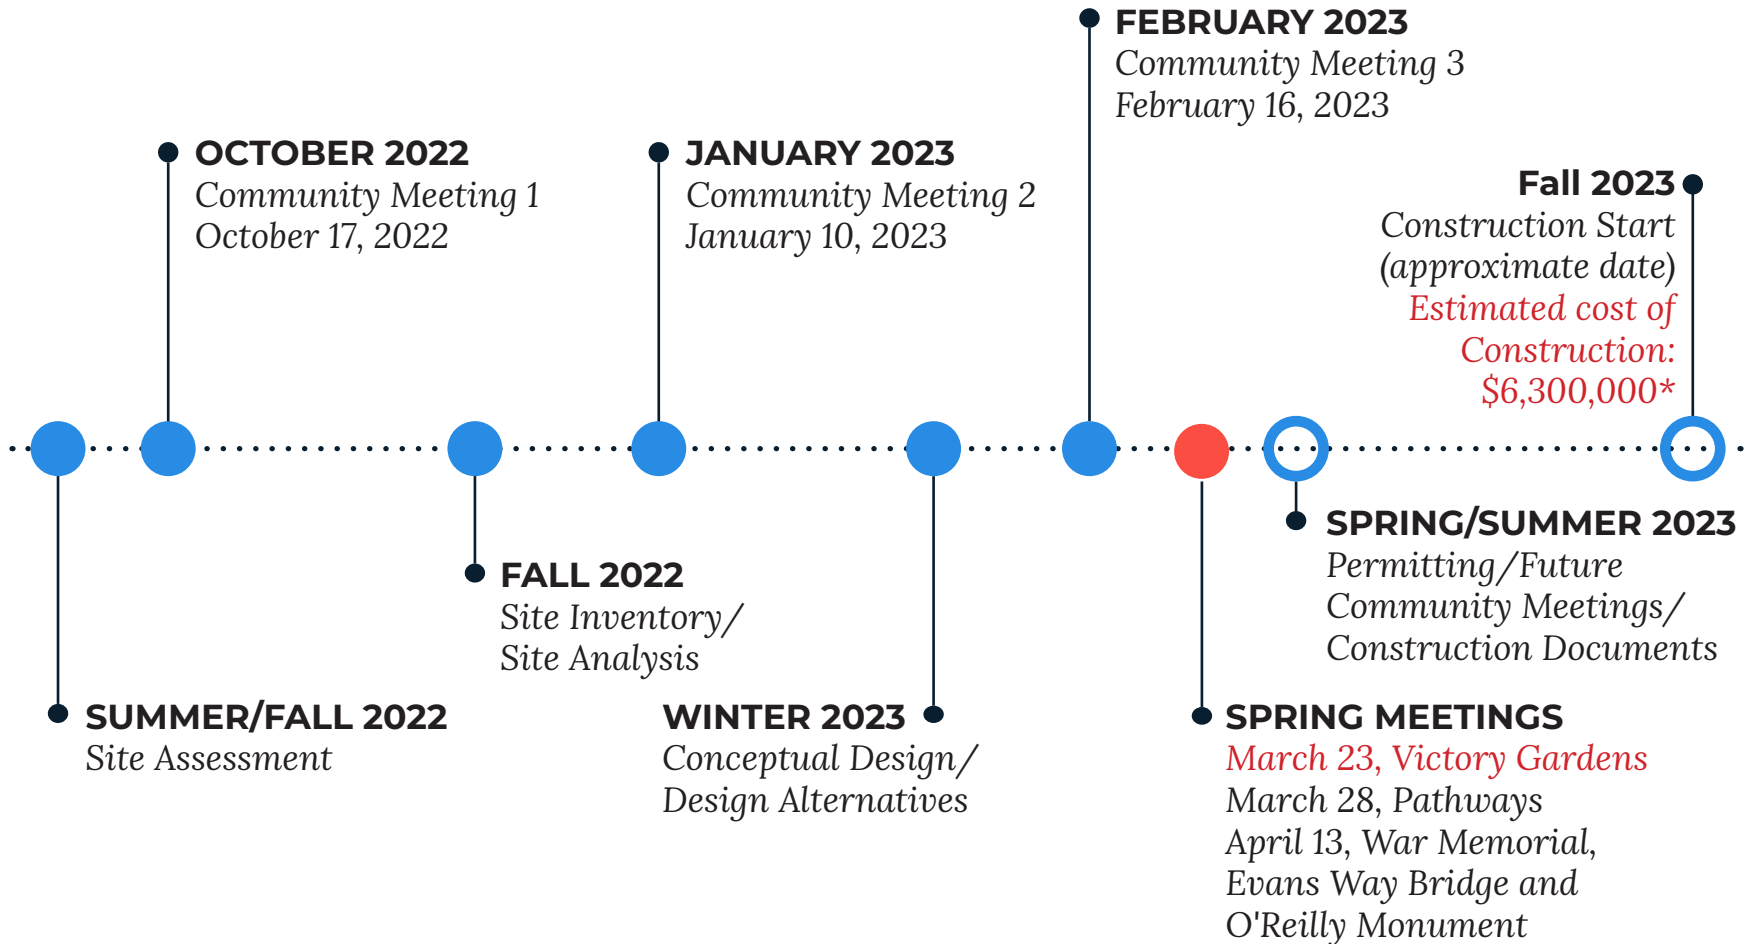 FEBRUARY 2023
Community Meeting 3
February 16, 2023
OCTOBER 2022
Community Meeting 1
October 17, 2022
JANUARY 2023
Community Meeting 2
January 10, 2023
Fall 2023
Construction Start
(approximate date)
Estimated cost of
Construction:
$6,300,000*
FALL 2022
Site Inventory/
Site Analysis
SPRING/SUMMER 2023
Permitting/Future
Community Meetings/
Construction Documents
SUMMER/FALL 2022
Site Assessment
WINTER 2023
Conceptual Design/
Design Alternatives
SPRING MEETINGS
March 23, Victory Gardens
March 28, Pathways
April 13, War Memorial,
Evans Way Bridge and
O'Reilly Monument